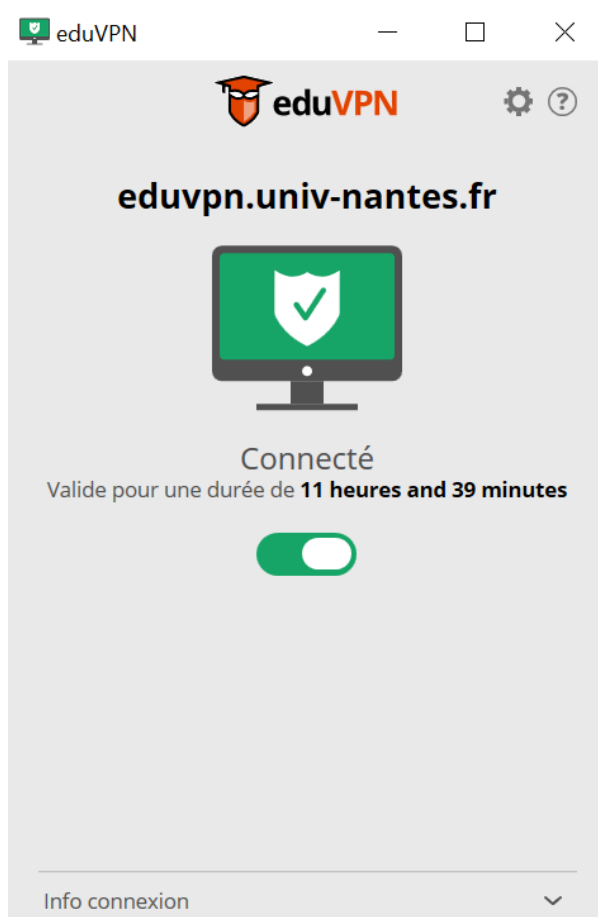 eduVPN
eduVPN
eduvpn.univ-nantes.fr
Connecté
Valide pour une durée de 11 heures and 39 minutes
Info connexion